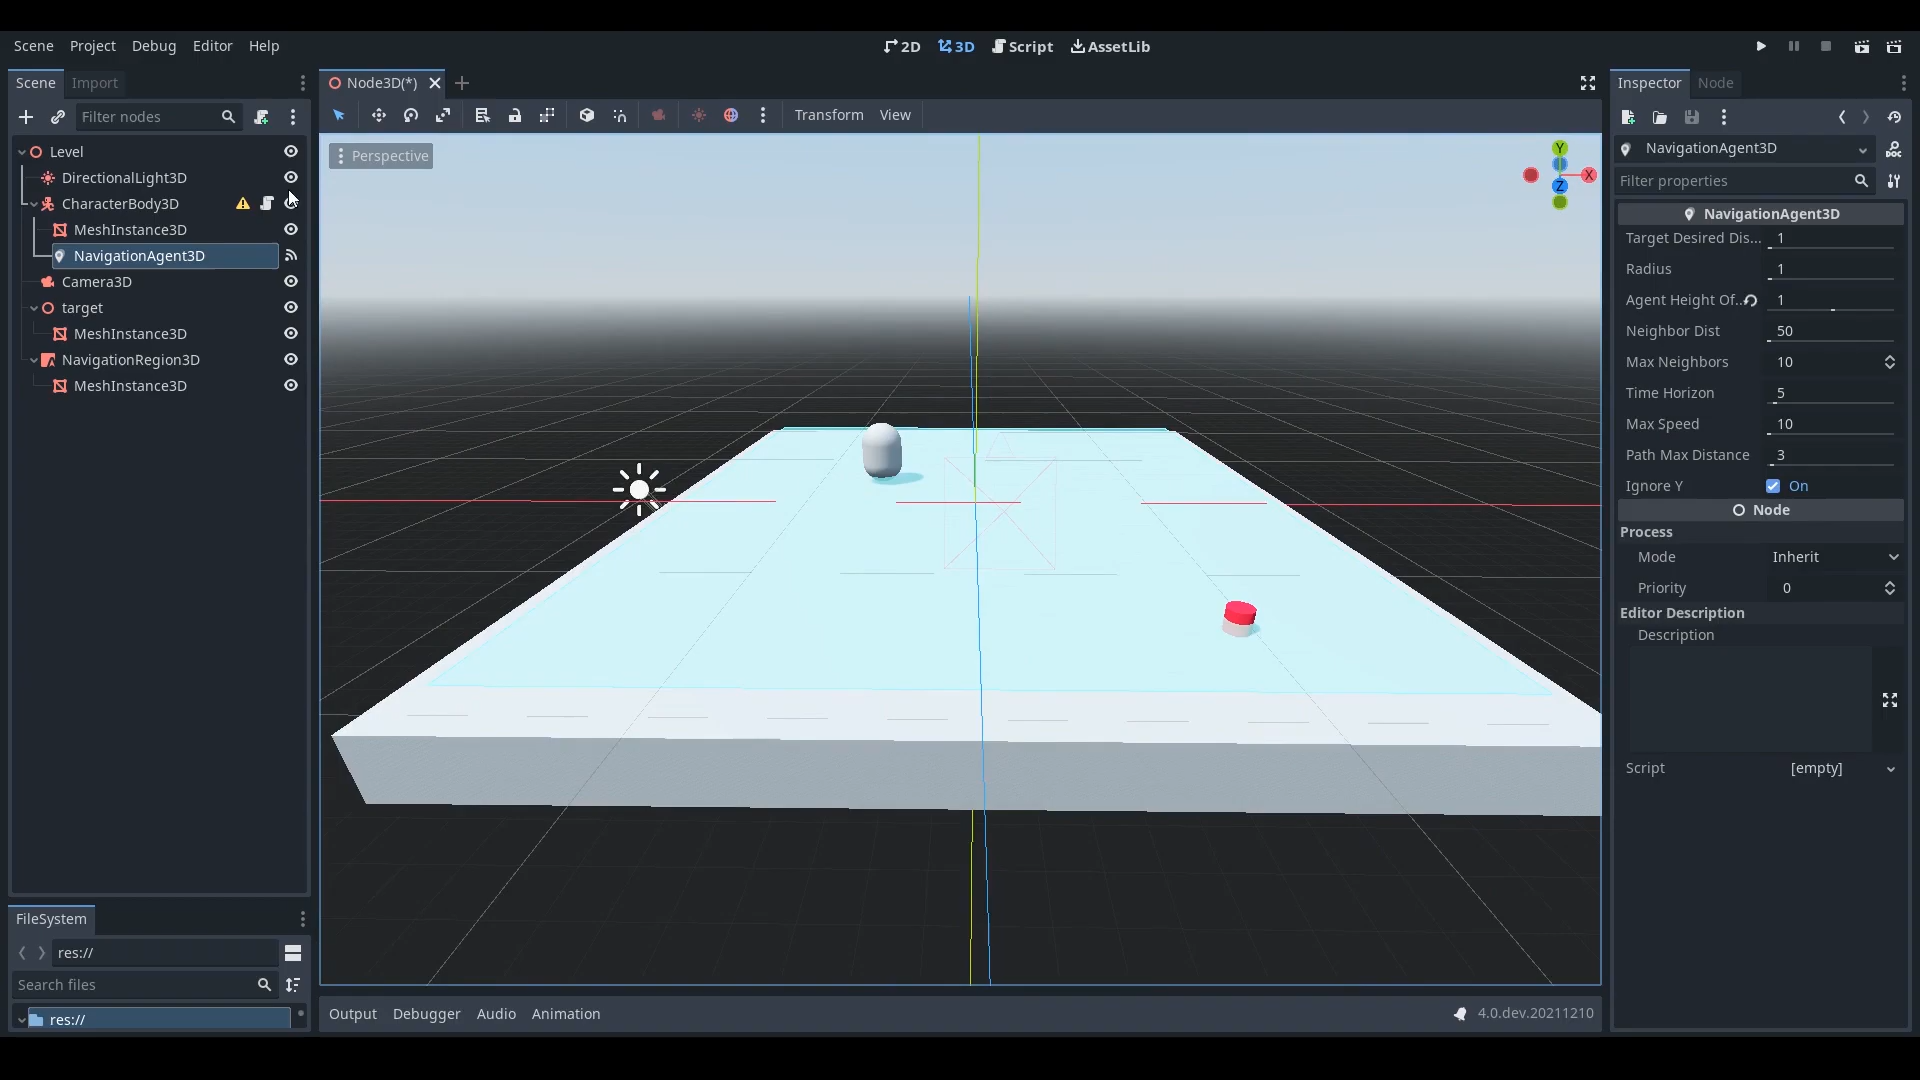 Scene Project Debug Editor Help
2D 3D Script AssetLib
Scene Import
Filter nodes
Level
DirectionalLight3D
CharacterBody3D
MeshInstance3D
NavigationAgent3D
Camera3D
target
MeshInstance3D
NavigationRegion3D
MeshInstance3D
FileSystem
res://
Search files
res://
Node3D(*)
Transform View
Perspective
Y
X
Z
Output Debugger Audio Animation
4.0.dev.20211210
Inspector Node
NavigationAgent3D
Filter properties
NavigationAgent3D
Target Desired Dis... 1
Radius 1
Agent Height Of.. 1
Neighbor Dist 50
Max Neighbors 10
Time Horizon 5
Max Speed 10
Path Max Distance 3
Ignore Y On
Node
Process
Mode Inherit
Priority 0
Editor Description
Description
Script [empty]